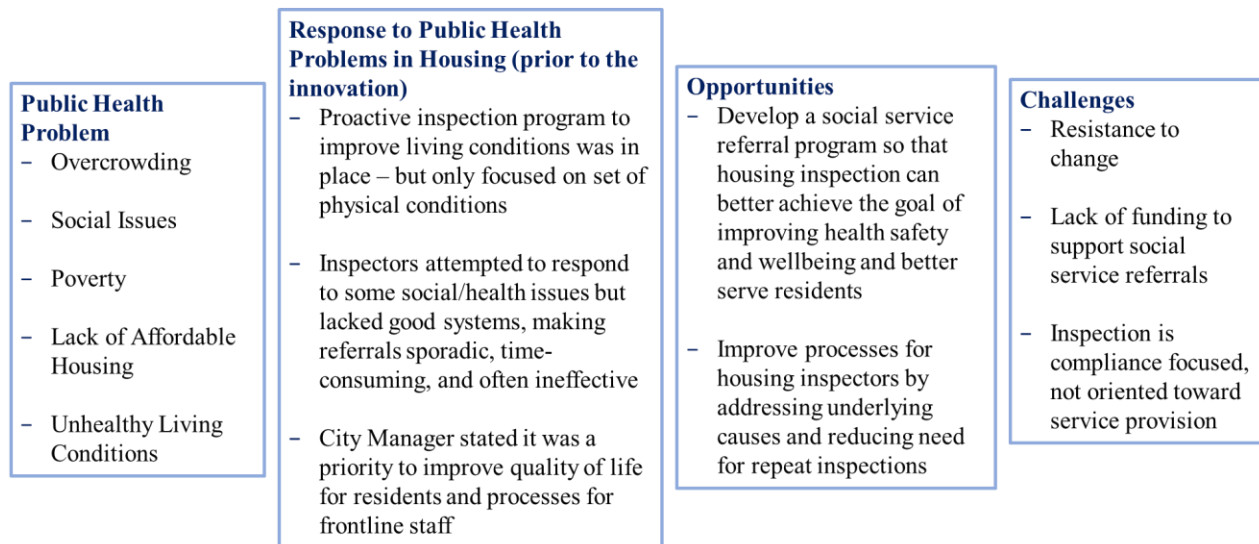 Public Health
Problem
– Overcrowding
– Social Issues
– Poverty
– Lack of Affordable
Housing
– Unhealthy Living
Conditions
Response to Public Health
Problems in Housing (prior to the
innovation)
– Proactive inspection program to
improve living conditions was in
place – but only focused on set of
physical conditions
– Inspectors attempted to respond
to some social/health issues but
lacked good systems, making
referrals sporadic, time-
consuming, and often ineffective
– City Manager stated it was a
priority to improve quality of life
for residents and processes for
frontline staff
Opportunities
– Develop a social service
referral program so that
housing inspection can
better achieve the goal of
improving health safety
and wellbeing and better
serve residents
– Improve processes for
housing inspectors by
addressing underlying
causes and reducing need
for repeat inspections
Challenges
– Resistance to
change
– Lack of funding to
support social
service referrals
– Inspection is
compliance focused,
not oriented toward
service provision